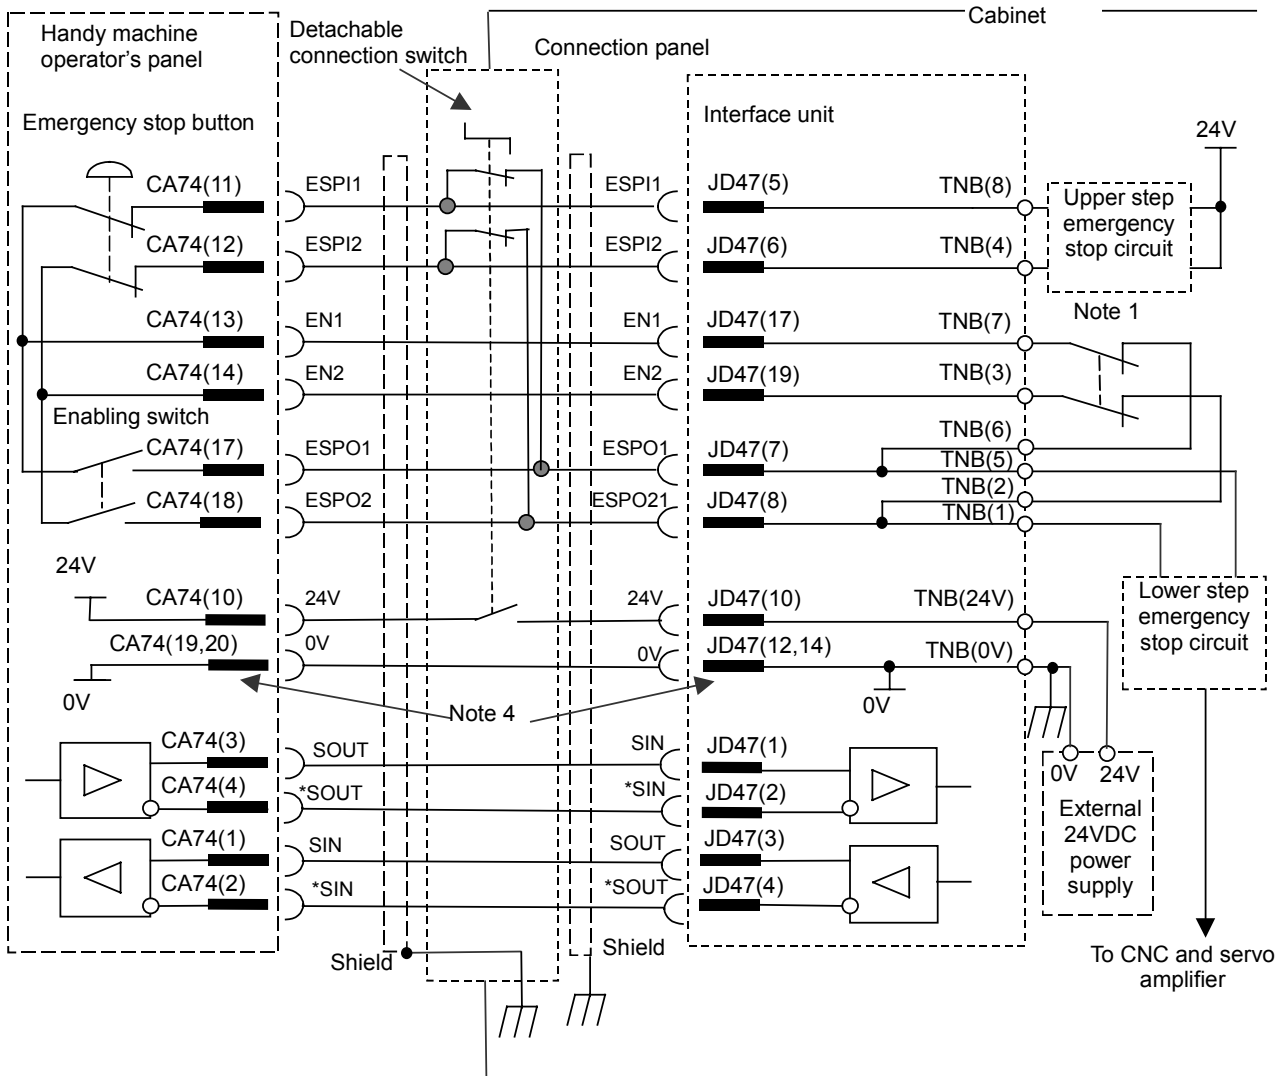 Cabinet
Handy machine
operator's panel
Detachable
connection switch
Connection panel
Interface unit
Emergency stop button
24V
CA74(11)
ESPI1
ESPI1
JD47(5)
TNB(8)
Upper step
emergency
stop circuit
CA74(12)
ESPI2
ESPI2
JD47(6)
TNB(4)
Note 1
CA74(13)
EN1
EN1
JD47(17)
TNB(7)
CA74(14)
EN2
EN2
JD47(19)
TNB(3)
Enabling switch
CA74(17)
ESPO1
ESPO1
JD47(7)
TNB(6)
TNB(5)
CA74(18)
ESPO2
ESPO21
JD47(8)
TNB(2)
TNB(1)
24V
CA74(10)
24V
24V
JD47(10)
TNB(24V)
Lower step
emergency
stop circuit
CA74(19,20)
0V
0V
JD47(12,14)
TNB(0V)
0V
Note 4
0V
CA74(3)
SOUT
SIN
JD47(1)
CA74(4)
*SOUT
*SIN
JD47(2)
0V
24V
External
24VDC
power
supply
CA74(1)
SIN
SOUT
JD47(3)
CA74(2)
*SIN
*SOUT
JD47(4)
Shield
Shield
To CNC and servo
amplifier